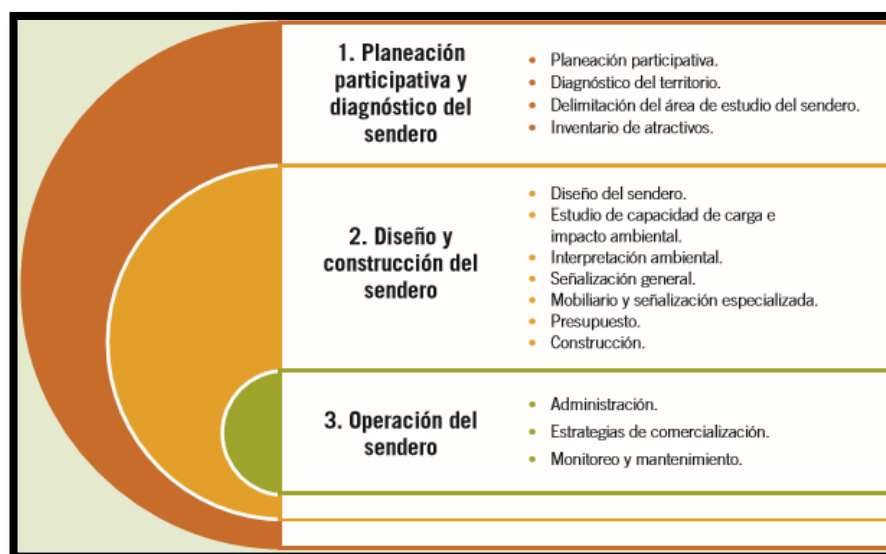 1. Planeación
participativa y
diagnóstico del
sendero
• Planeación participativa.
• Diagnóstico del territorio.
• Delimitación del área de estudio del sendero.
• Inventario de atractivos.
2. Diseño y
construcción del
sendero
• Diseño del sendero.
• Estudio de capacidad de carga e
impacto ambiental.
• Interpretación ambiental.
• Señalización general.
• Mobiliario y señalización especializada.
• Presupuesto.
• Construcción.
3. Operación del
sendero
• Administración.
• Estrategias de comercialización.
• Monitoreo y mantenimiento.